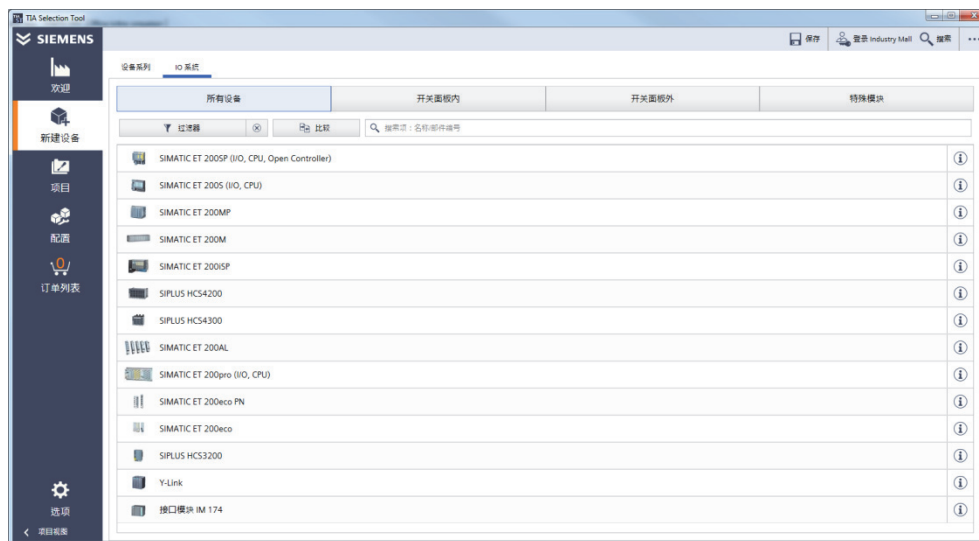 TIA Selection Tool
SIEMENS
保存
登录 Industry Mall
搜索
欢迎
新建设备
项目
配置
0
订单列表
选项
项目视图
设备系列
IO 系统
所有设备
开关面板内
开关面板外
特殊模块
过滤器
比较
搜索项：名称/部件编号
SIMATIC ET 200SP (I/O, CPU, Open Controller)
SIMATIC ET 200S (I/O, CPU)
SIMATIC ET 200MP
SIMATIC ET 200M
SIMATIC ET 200iSP
SIPLUS HCS4200
SIPLUS HCS4300
SIMATIC ET 200AL
SIMATIC ET 200pro (I/O, CPU)
SIMATIC ET 200eco PN
SIMATIC ET 200eco
SIPLUS HCS3200
Y-Link
接口模块 IM 174